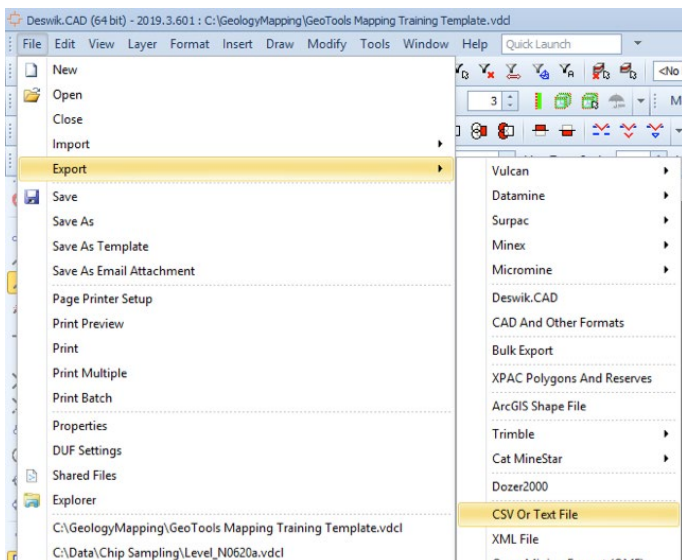 Deswik.CAD (64 bit) - 2019.3.601 : C:\GeologyMapping\GeoTools Mapping Training Template.vdcl
File Edit View Layer Format Insert Draw Modify Tools Window Help Quick Launch
New
Open
Close
Import
Export
Save
Save As
Save As Template
Save As Email Attachment
Page Printer Setup
Print Preview
Print
Print Multiple
Print Batch
Properties
DUF Settings
Shared Files
Explorer
C:\GeologyMapping\GeoTools Mapping Training Template.vdcl
C:\Data\Chip Sampling\Level_N0620a.vdcl
<No
3
M
Vulcan
Datamine
Surpac
Minex
Micromine
Deswik.CAD
CAD And Other Formats
Bulk Export
XPAC Polygons And Reserves
ArcGIS Shape File
Trimble
Cat MineStar
Dozer2000
CSV Or Text File
XML File